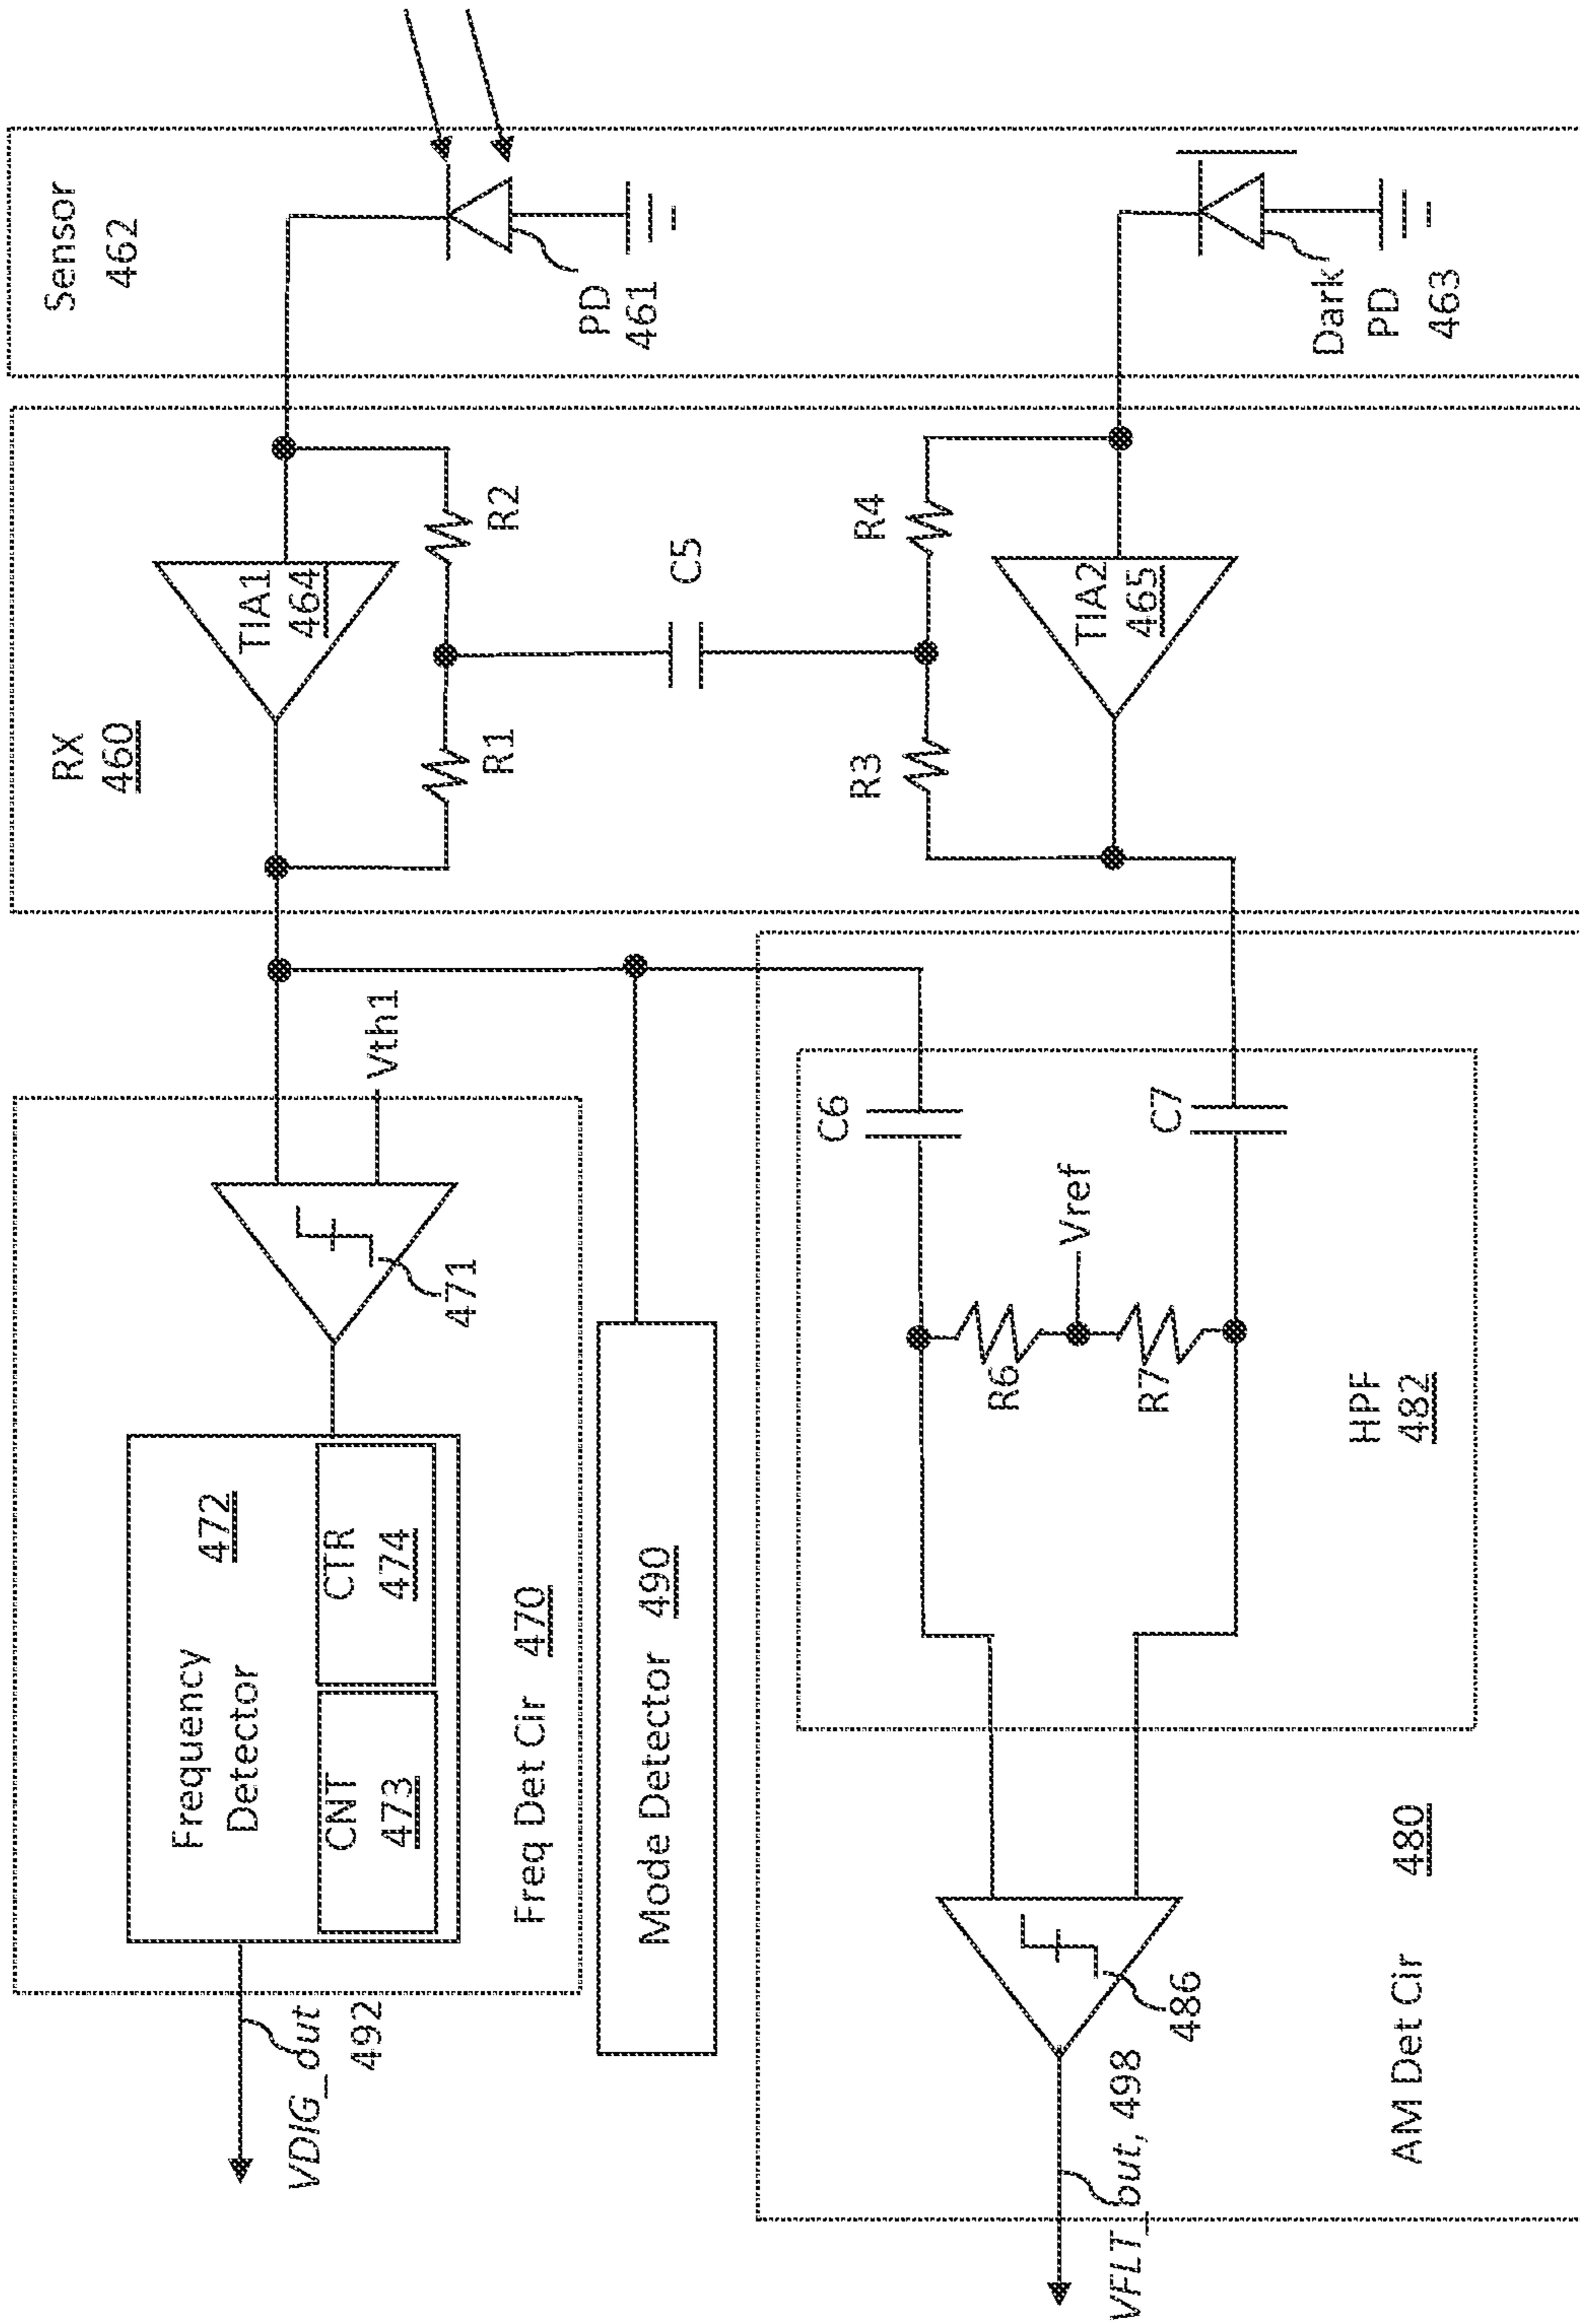 Sensor
462
PD
461
Dark
PD
463
RX
460
TIA1
464
R2
R1
C5
R4
R3
TIA2
465
Vth1
471
Frequency
Detector
472
CNT
473
CTR
474
Freq Det Cir 470
VDIG_out
492
Mode Detector 490
C6
C7
Vref
R6
R7
HPF
482
486
VFLT_out, 498
AM Det Cir 480